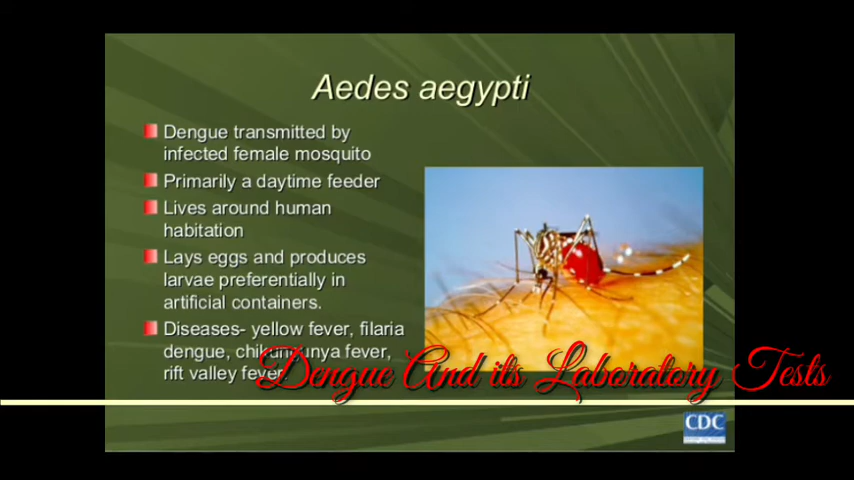 Aedes aegypti
Dengue transmitted by
infected female mosquito
Primarily a daytime feeder
Lives around human
habitation
Lays eggs and produces
larvae preferentially in
artificial containers.
Diseases- yellow fever, filaria
dengue, chikungunya fever,
rift valley fever.
Dengue And its Laboratory Tests
CDC